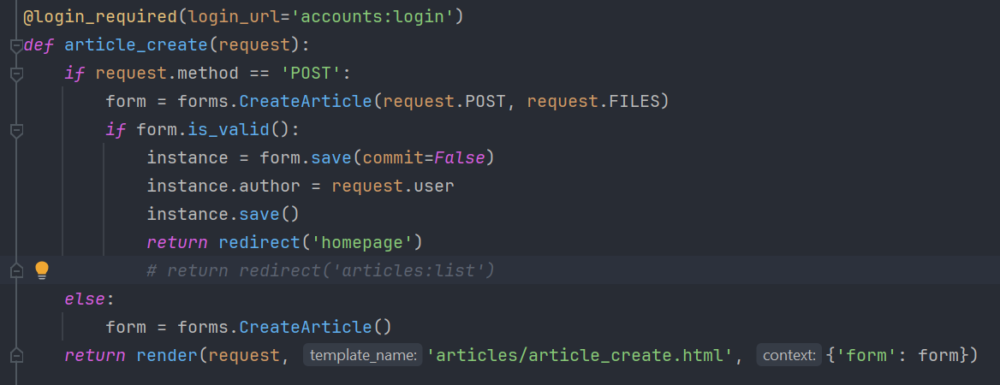 @login_required(login_url='accounts:login')
def article_create(request):
    if request.method == 'POST':
        form = forms.CreateArticle(request.POST, request.FILES)
        if form.is_valid():
            instance = form.save(commit=False)
            instance.author = request.user
            instance.save()
            return redirect('homepage')
            # return redirect('articles:list')
    else:
        form = forms.CreateArticle()
    return render(request, template_name: 'articles/article_create.html', context: {'form': form})